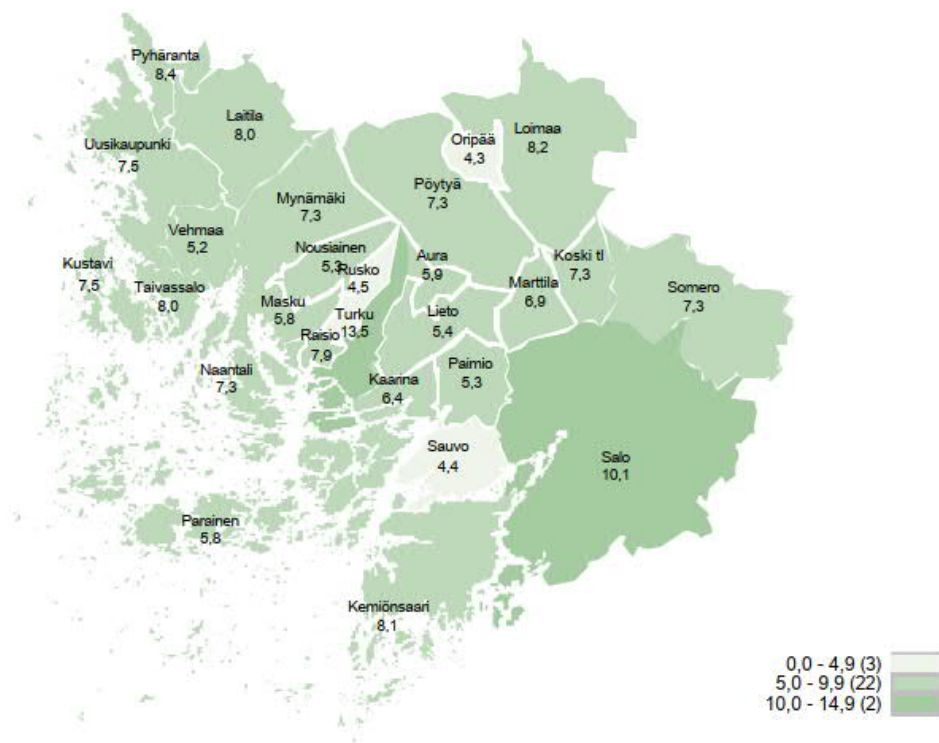 Pyhäranta
8,4
Laitila
8,0
Oripää
4,3
Loimaa
8,2
Uusikaupunki
7,5
Pöytyä
7,3
Mynämäki
7,3
Vehmaa
5,2
Nousiainen
5,3
Rusko
4,5
Aura
5,9
Koski tl
7,3
Kustavi
7,5
Taivassalo
8,0
Marttila
6,9
Somero
7,3
Masku
5,8
Turku
13,5
Lieto
5,4
Raisio
7,9
Naantali
7,3
Kaarina
6,4
Paimio
5,3
Sauvo
4,4
Salo
10,1
Parainen
5,8
Kemiönsaari
8,1
0,0 - 4,9 (3)
5,0 - 9,9 (22)
10,0 - 14,9 (2)